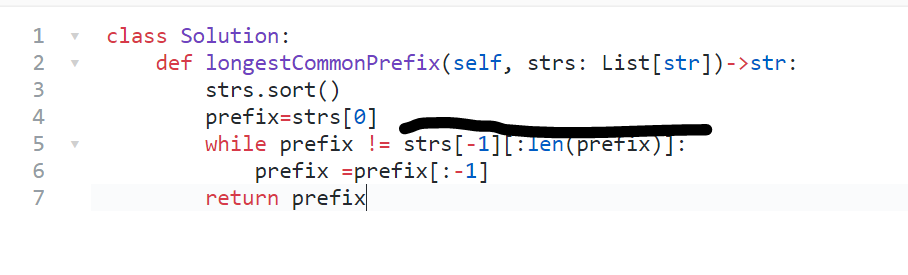 1 class Solution:
2 def longestCommonPrefix(self, strs: List[str])->str:
3 strs.sort()
4 prefix=strs[0]
5 while prefix != strs[-1][:len(prefix)]:
6 prefix =prefix[:-1]
7 return prefix